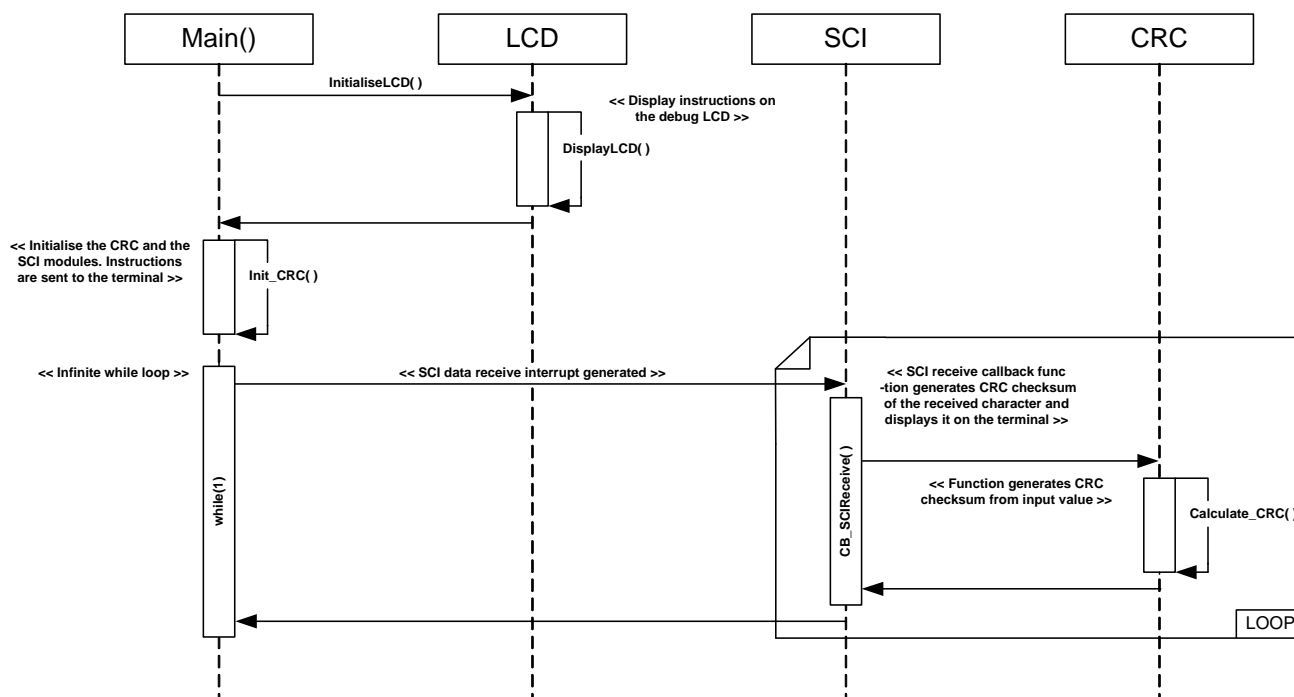 Main()
LCD
SCI
CRC
InitialiseLCD( )
<< Display instructions on
the debug LCD >>
DisplayLCD( )
<< Initialise the CRC and the
SCI modules. Instructions
are sent to the terminal >>
Init_CRC( )
<< Infinite while loop >>
<< SCI data receive interrupt generated >>
<< SCI receive callback func
-tion generates CRC checksum
of the received character and
displays it on the terminal >>
while(1)
CB_SCIReceive( )
<< Function generates CRC
checksum from input value >>
Calculate_CRC( )
LOOP